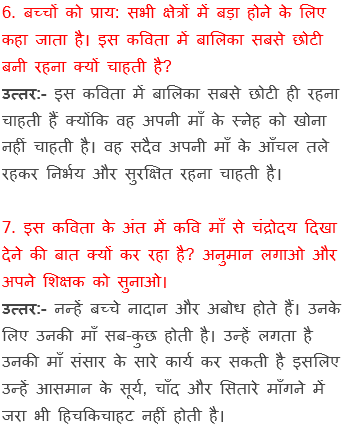 6. बच्चों को प्राय: सभी क्षेत्रों में बड़ा होने के लिए
कहा जाता है। इस कविता में बालिका सबसे छोटी
बनी रहना क्यों चाहती है?
उत्तर:- इस कविता में बालिका सबसे छोटी ही रहना
चाहती हैं क्योंकि वह अपनी माँ के स्नेह को खोना
नहीं चाहती है। वह सदैव अपनी माँ के आँचल तले
रहकर निर्भय और सुरक्षित रहना चाहती है।
7. इस कविता के अंत में कवि माँ से चंद्रोदय दिखा
देने की बात क्यों कर रहा है? अनुमान लगाओ और
अपने शिक्षक को सुनाओ।
उत्तर:- नन्हें बच्चे नादान और अबोध होते हैं। उनके
लिए उनकी माँ सब-कुछ होती है। उन्हें लगता है
उनकी माँ संसार के सारे कार्य कर सकती है इसलिए
उन्हें आसमान के सूर्य, चाँद और सितारे माँगने में
जरा भी हिचकिचाहट नहीं होती है।